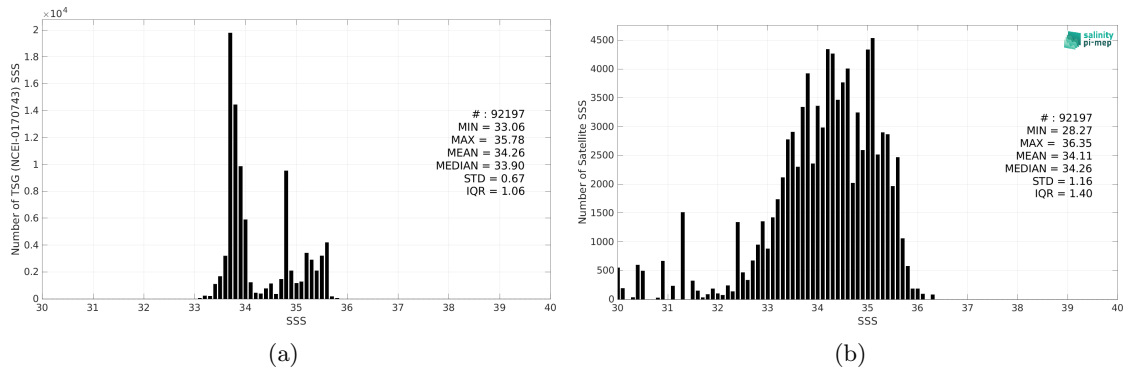 ×10⁴
2
1.8
1.6
1.4
1.2
1
0.8
0.6
0.4
0.2
0
30 31 32 33 34 35 36 37 38 39 40
SSS
Number of TSG (NCEI-0170743) SSS
# : 92197
MIN = 33.06
MAX = 35.78
MEAN = 34.26
MEDIAN = 33.90
STD = 0.67
IQR = 1.06
(a)
4500
4000
3500
3000
2500
2000
1500
1000
500
0
30 31 32 33 34 35 36 37 38 39 40
SSS
Number of Satellite SSS
salinity
pi-mep
# : 92197
MIN = 28.27
MAX = 36.35
MEAN = 34.11
MEDIAN = 34.26
STD = 1.16
IQR = 1.40
(b)